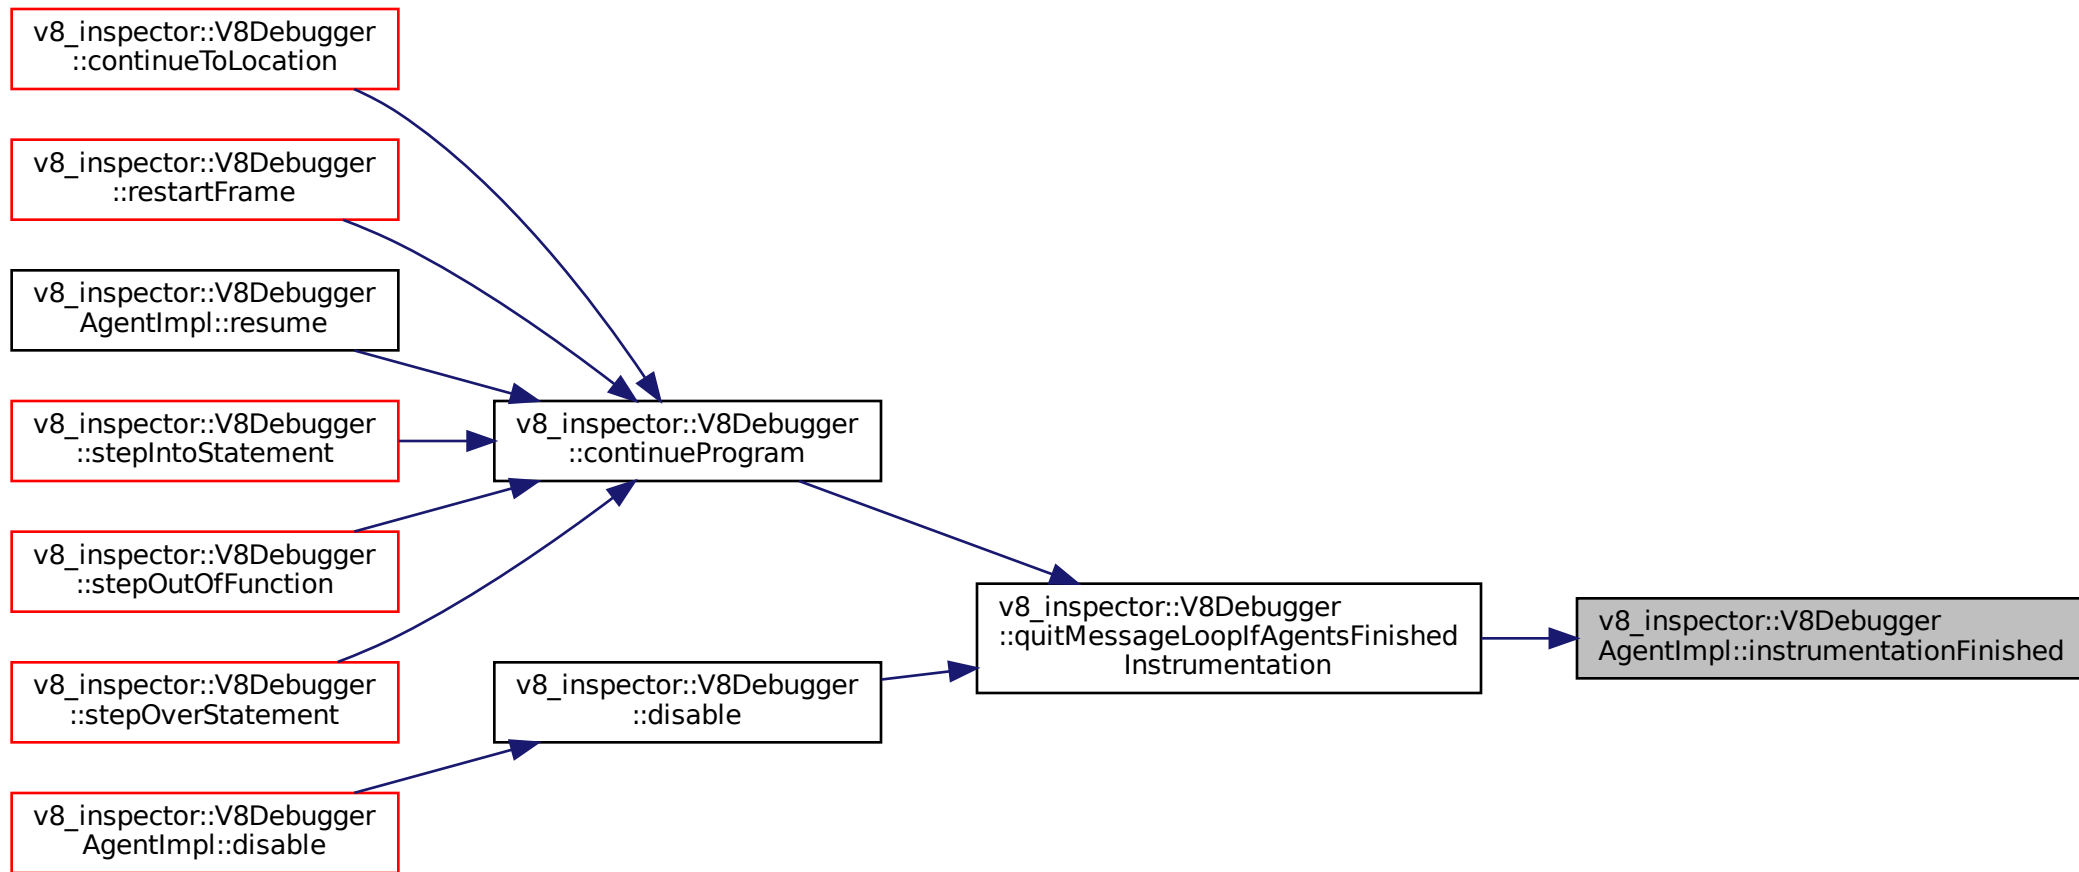 v8_inspector::V8Debugger
::continueToLocation
v8_inspector::V8Debugger
::restartFrame
v8_inspector::V8Debugger
AgentImpl::resume
v8_inspector::V8Debugger
::stepIntoStatement
v8_inspector::V8Debugger
::stepOutOfFunction
v8_inspector::V8Debugger
::stepOverStatement
v8_inspector::V8Debugger
AgentImpl::disable
v8_inspector::V8Debugger
::continueProgram
v8_inspector::V8Debugger
::disable
v8_inspector::V8Debugger
::quitMessageLoopIfAgentsFinished
Instrumentation
v8_inspector::V8Debugger
AgentImpl::instrumentationFinished